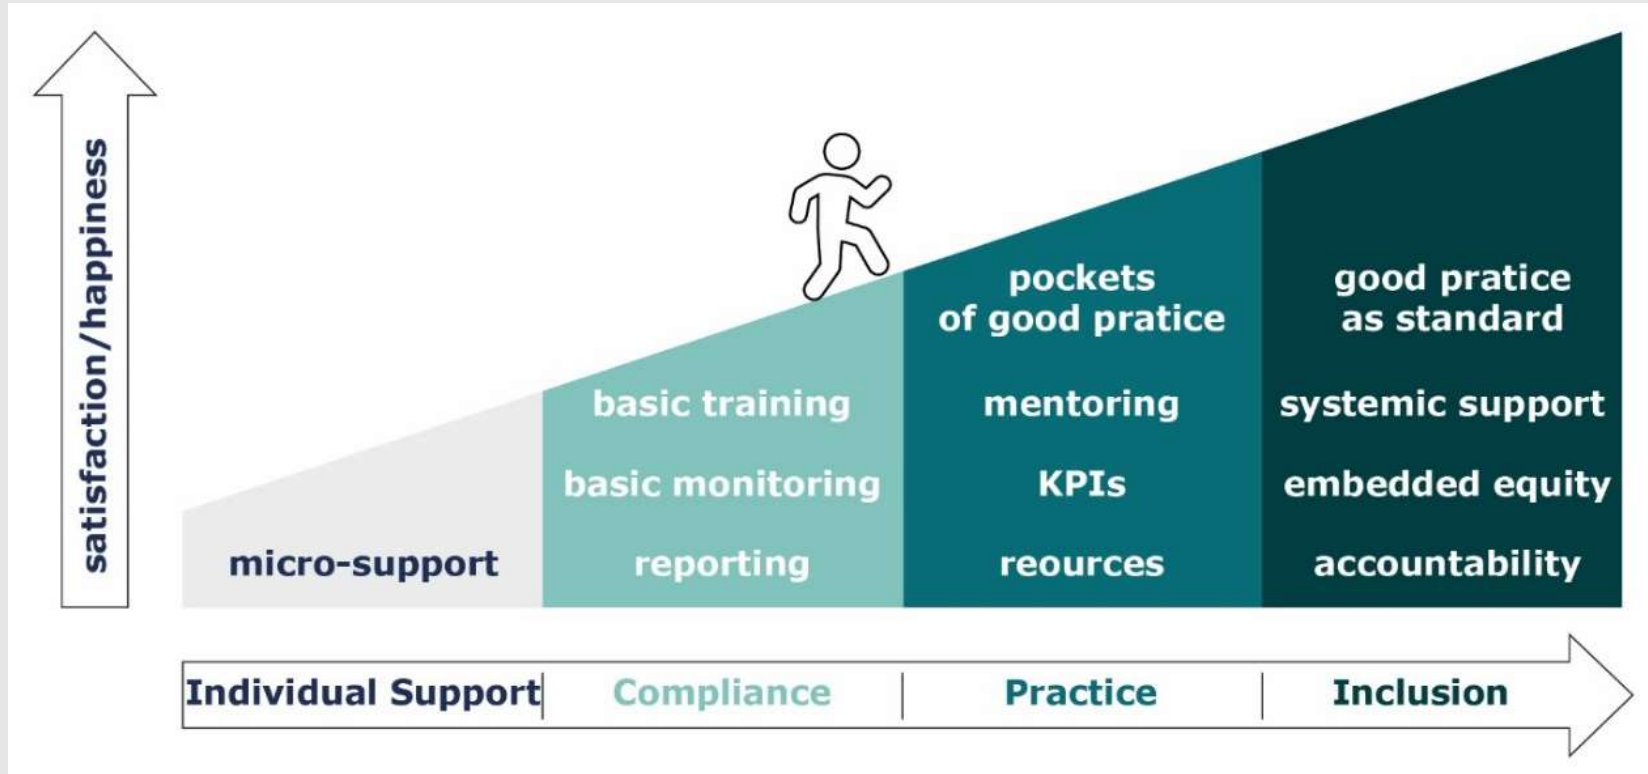 satisfaction/happiness
micro-support
basic training
basic monitoring
reporting
pockets
of good pratice
mentoring
KPIs
reources
good pratice
as standard
systemic support
embedded equity
accountability
Individual Support
Compliance
Practice
Inclusion